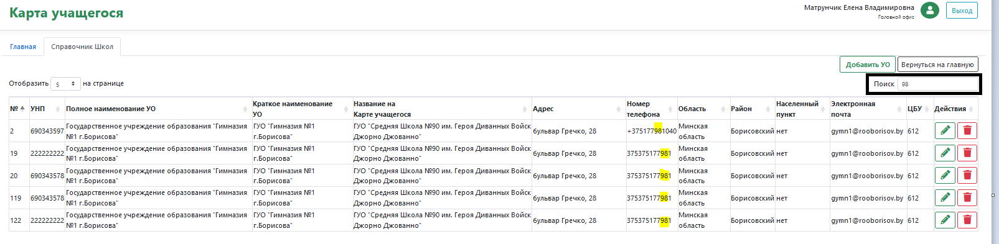 Карта учащегося
Матрунчик Елена Владимировна
Головной офис
Выход
Главная
Справочник Школ
Добавить УО
Вернуться на главную
Отобразить 5 на странице
Поиск 98
№ УНП Полное наименование УО Краткое наименование УО Название на Карте учащегося Адрес Номер телефона Область Район Населенный пункт Электронная почта ЦБУ Действия
2 690343597 Государственное учреждение образования "Гимназия №1 г.Борисова" ГУО "Гимназия №1 г.Борисова" ГУО "Средняя Школа №90 им. Героя Диванных Войск Джорно Джованно" бульвар Гречко, 28 +375177981040 Минская область Борисовский нет gymn1@rooborisov.by 612
19 222222222 Государственное учреждение образования "Гимназия №1 г.Борисова" ГУО "Гимназия №1 г.Борисова" ГУО "Средняя Школа №90 им. Героя Диванных Войск Джорно Джованно" бульвар Гречко, 28 375375177981 Минская область Борисовский нет gymn1@rooborisov.by 612
20 690343578 Государственное учреждение образования "Гимназия №1 г.Борисова" ГУО "Гимназия №1 г.Борисова" ГУО "Средняя Школа №90 им. Героя Диванных Войск Джорно Джованно" бульвар Гречко, 28 375375177981 Минская область Борисовский нет gymn1@rooborisov.by 612
119 690343578 Государственное учреждение образования "Гимназия №1 г.Борисова" ГУО "Гимназия №1 г.Борисова" ГУО "Средняя Школа №90 им. Героя Диванных Войск Джорно Джованно" бульвар Гречко, 28 375375177981 Минская область Борисовский нет gymn1@rooborisov.by 612
122 222222222 Государственное учреждение образования "Гимназия №1 г.Борисова" ГУО "Гимназия №1 г.Борисова" ГУО "Средняя Школа №90 им. Героя Диванных Войск Джорно Джованно" бульвар Гречко, 28 375375177981 Минская область Борисовский нет gymn1@rooborisov.by 612